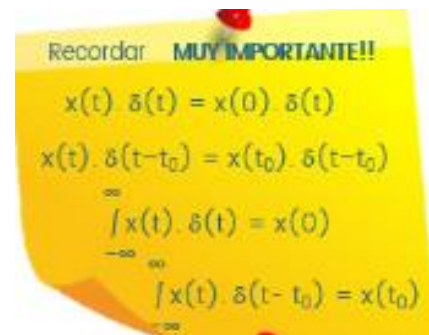 Recordar MUY IMPORTANTE!!
x(t). δ(t) = x(0). δ(t)
x(t). δ(t-t₀) = x(t₀). δ(t-t₀)
∞
∫x(t). δ(t) = x(0)
-∞
∞
∫x(t). δ(t- t₀) = x(t₀)
-∞